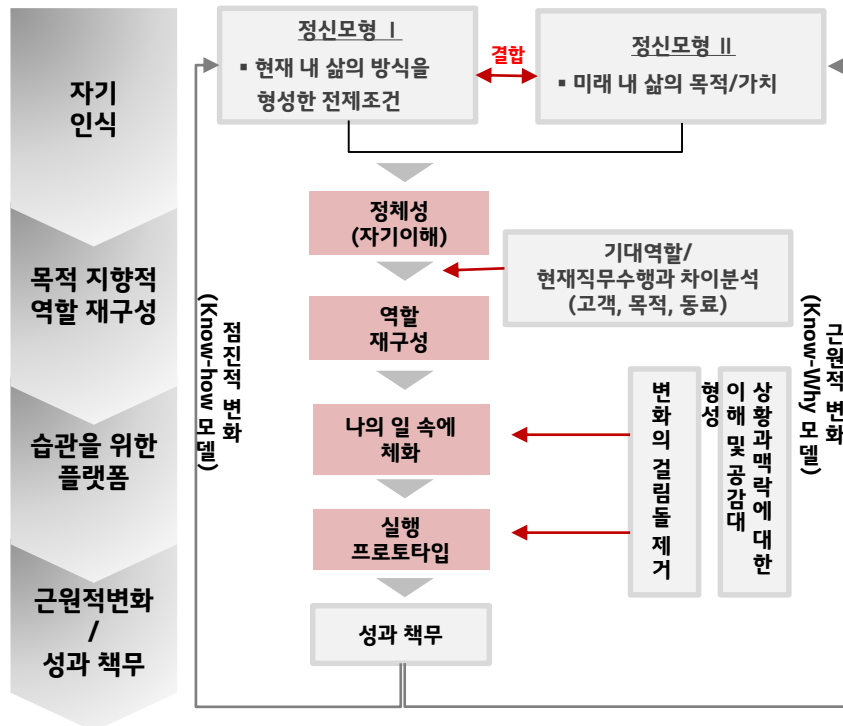 자기
인식
목적 지향적
역할 재구성
습관을 위한
플랫폼
근원적변화
/
성과 책무
정신모형 Ⅰ
▪ 현재 내 삶의 방식을
형성한 전제조건
결합
정신모형 Ⅱ
▪ 미래 내 삶의 목적/가치
정체성
(자기이해)
기대역할/
현재직무수행과 차이분석
(고객, 목적, 동료)
역할
재구성
나의 일 속에
체화
실행
프로토타입
성과 책무
점진적 변화
(Know-how 모델)
변화의 걸림돌 제거
상황과맥락에 대한
이해 및 공감대
형성
근원적 변화
(Know-Why 모델)